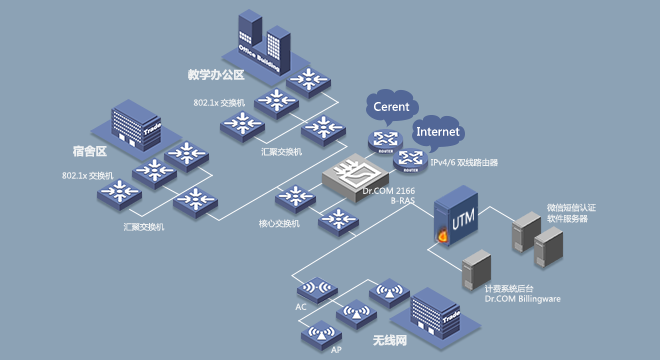 Office Building
教学办公区
802.1x 交换机
Cerent
Internet
Trade
宿舍区
802.1x 交换机
汇聚交换机
ROUTER
ROUTER
IPv4/6 双线路由器
Dr.COM 2166
B-RAS
汇聚交换机
核心交换机
UTM
微信短信认证
软件服务器
计费系统后台
Dr.COM Billingware
AC
AP
Trade
无线网